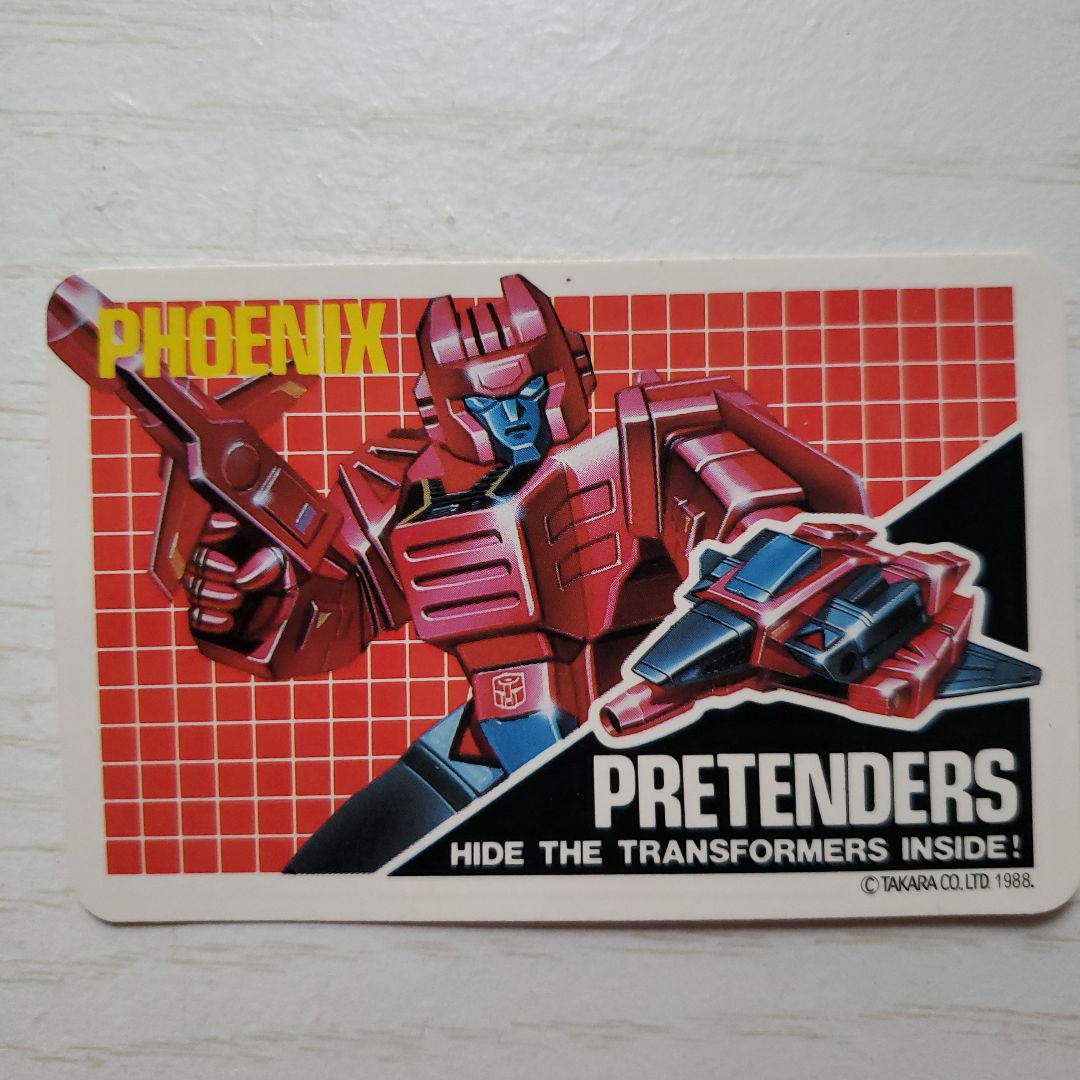 PHOENIX
PRETENDERS
HIDE THE TRANSFORMERS INSIDE!
© TAKARA CO., LTD. 1988.